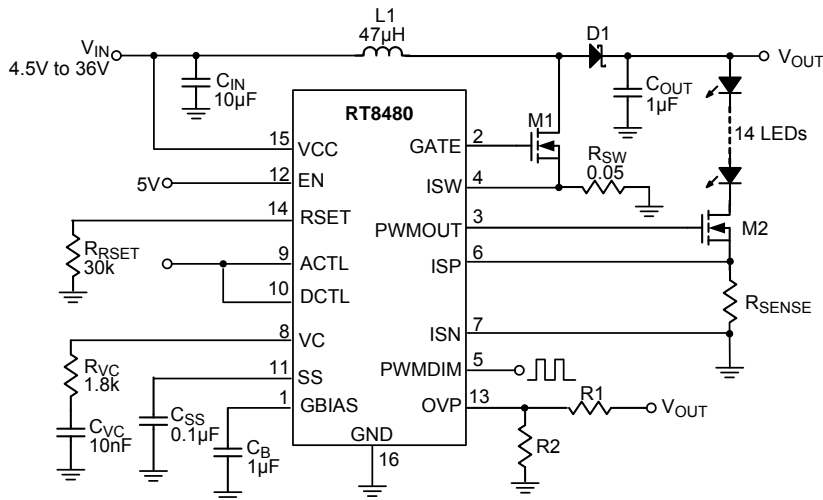 L1
47µH
D1
VIN
4.5V to 36V
VOUT
CIN
10µF
COUT
1µF
RT8480
M1
14 LEDs
15
VCC
GATE
2
RSW
0.05
5V
12
EN
ISW
4
14
RSET
PWMOUT
3
M2
RRSET
30k
9
ACTL
ISP
6
10
DCTL
RSENSE
8
VC
ISN
7
RVC
1.8k
11
SS
PWMDIM
5
1
GBIAS
OVP
13
R1
VOUT
CVC
10nF
CSS
0.1µF
CB
1µF
GND
16
R2